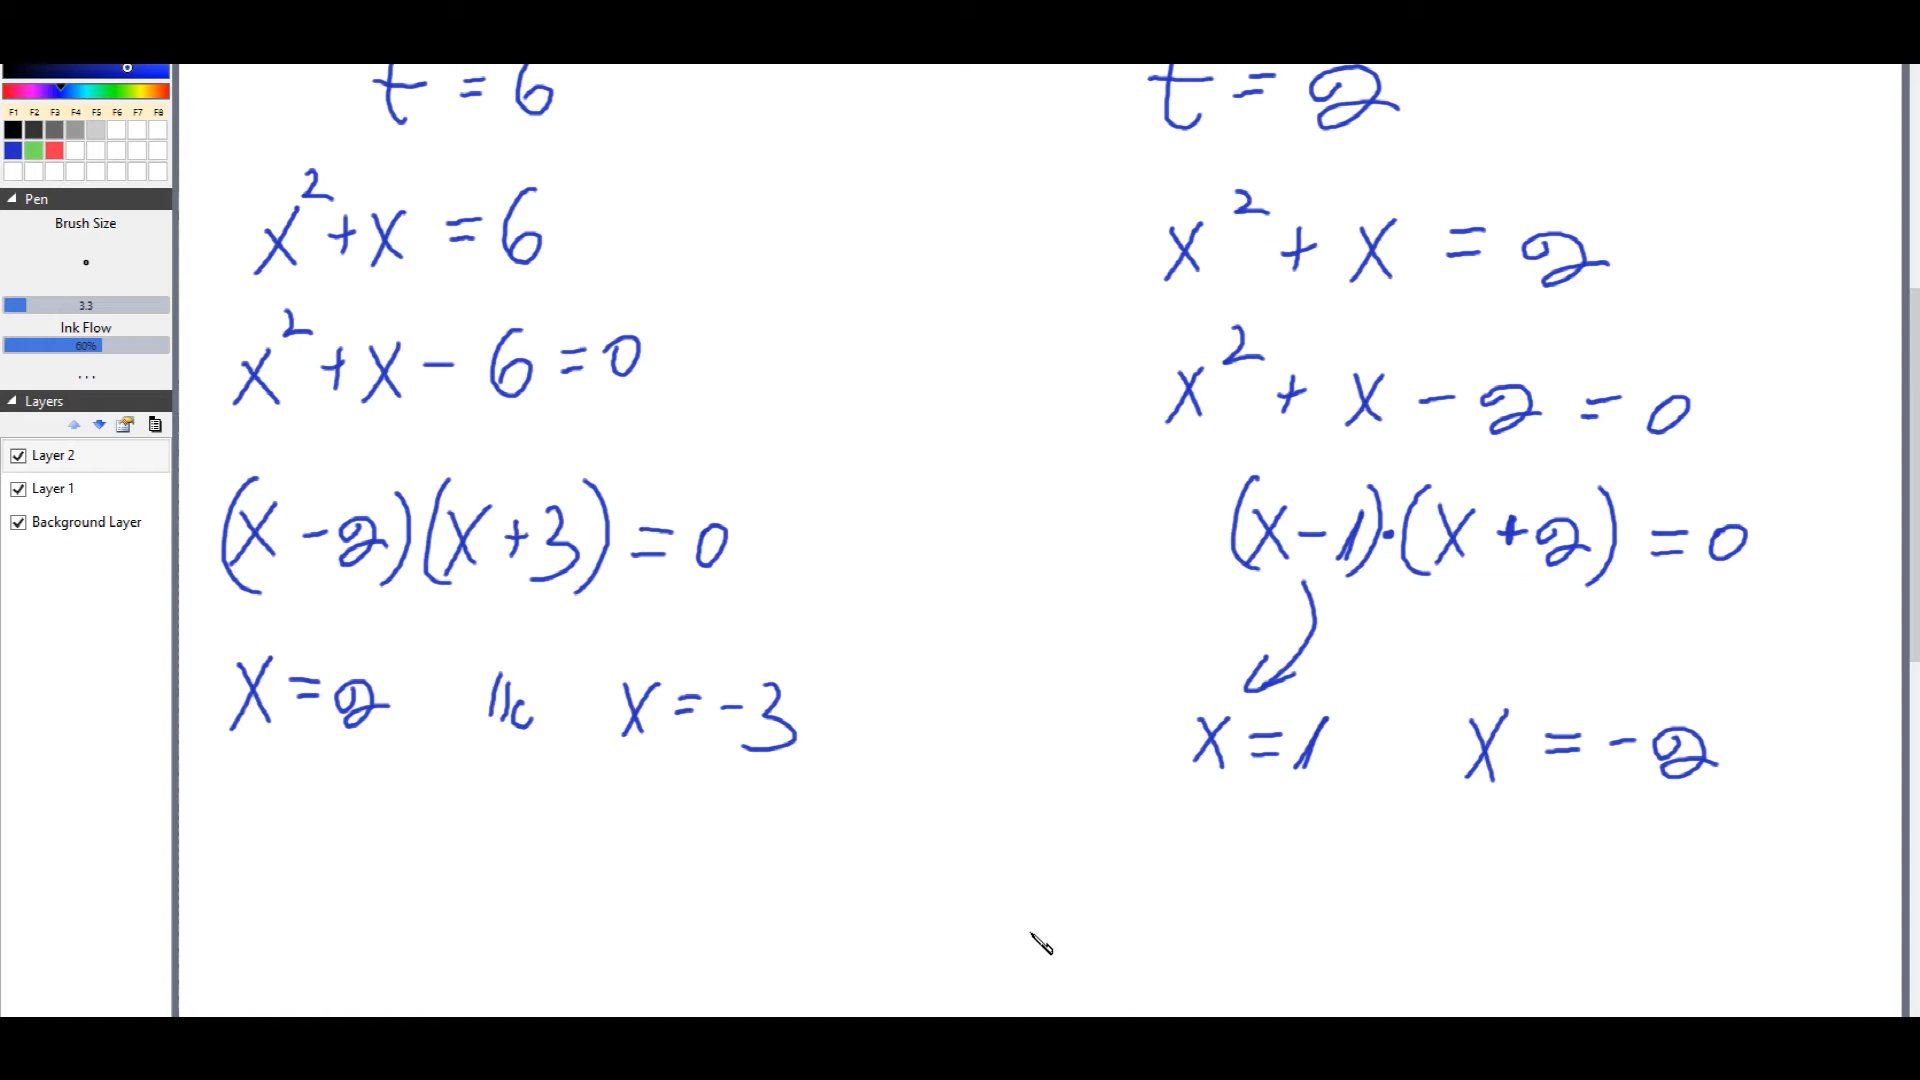 t = 6
x² + x = 6
x² + x - 6 = 0
(x - 2)(x + 3) = 0
x = 2 или x = -3
t = 2
x² + x = 2
x² + x - 2 = 0
(x - 1)·(x + 2) = 0
x = 1 x = -2
F1 F2 F3 F4 F5 F6 F7 F8
Pen
Brush Size
3.3
Ink Flow
60%
...
Layers
Layer 2
Layer 1
Background Layer